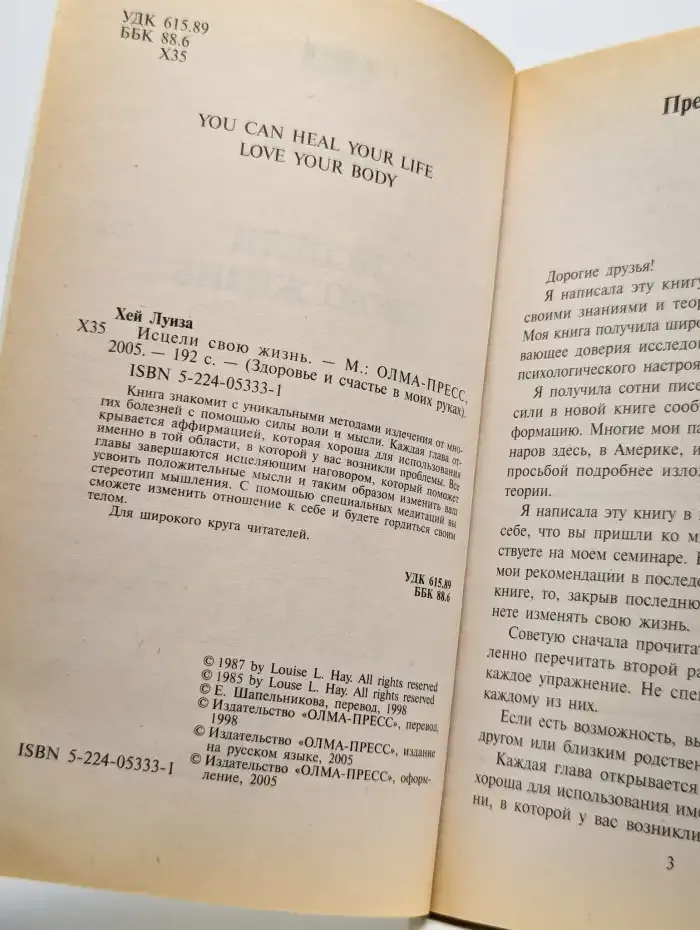 УДК 615.89
ББК 88.6
Х35
YOU CAN HEAL YOUR LIFE
LOVE YOUR BODY
Хей Луиза
Х35
Исцели свою жизнь. — М.: ОЛМА-ПРЕСС,
2005. — 192 с. — (Здоровье и счастье в моих руках).
ISBN 5-224-05333-1
Книга знакомит с уникальными методами излечения от мно-
гих болезней с помощью силы воли и мысли. Каждая глава от-
крывается аффирмацией, которая хороша для использования
именно в той области, в которой у вас возникли проблемы. Все
главы завершаются исцеляющим наговором, который поможет
усвоить положительные мысли и таким образом изменить ваш
стереотип мышления. С помощью специальных медитаций вы
сможете изменить отношение к себе и будете гордиться своим
телом.
Для широкого круга читателей.
УДК 615.89
ББК 88.6
© 1987 by Louise L. Hay. All rights reserved
© 1985 by Louse L. Hay. All rights reserved
© Е. Шапельникова, перевод, 1998
© Издательство «ОЛМА-ПРЕСС», перевод,
1998
© Издательство «ОЛМА-ПРЕСС», издание
на русском языке, 2005
© Издательство «ОЛМА-ПРЕСС», оформ-
ление, 2005
ISBN 5-224-05333-1
Пре
Дорогие друзья!
Я написала эту книгу
своими знаниями и теор
Моя книга получила широ
вающее доверия исследов
психологического настроя
Я получила сотни писе
сили в новой книге сооб
формацию. Многие мои па
наров здесь, в Америке, и
просьбой подробнее изло
теории.
Я написала эту книгу в
себе, что вы пришли ко м
ствуете на моем семинаре.
мои рекомендации в последо
книге, то, закрыв последню
нете изменять свою жизнь.
Советую сначала прочитат
ленно перечитать второй ра
каждое упражнение. Не спе
каждому из них.
Если есть возможность, вы
другом или близким родствен
Каждая глава открывается
хороша для использования име
ни, в которой у вас возникли
3